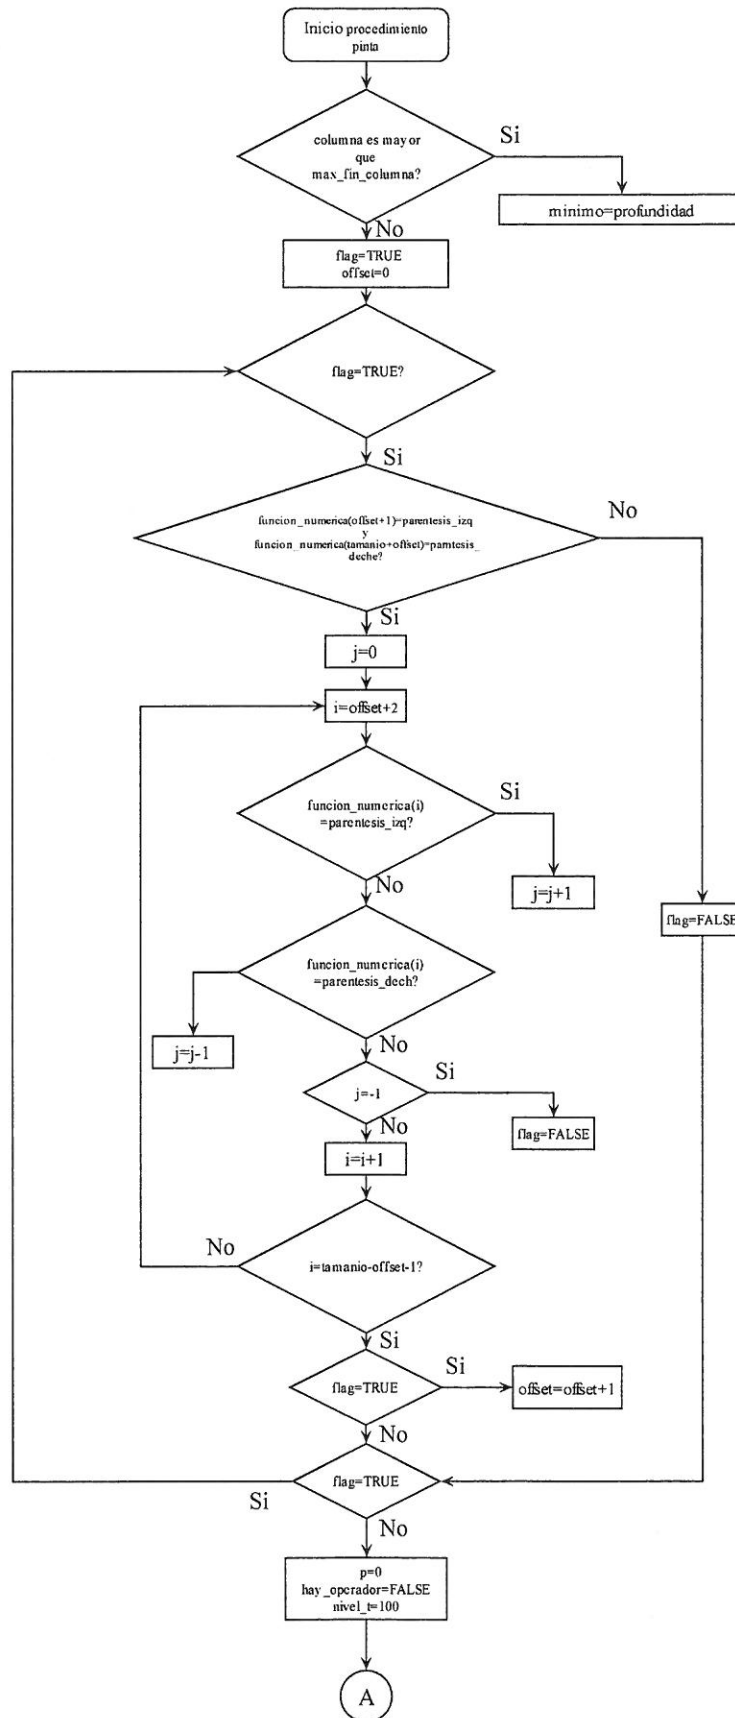 Inicio procedimiento
pinta
columna es mayor
que
max_fin_columna?
Si
minimo=profundidad
No
flag=TRUE
offset=0
flag=TRUE?
Si
funcion_numerica(offset+1)=parentesis_izq
y
funcion_numerica(tamanio+offset)=parntesis_
deche?
No
Si
j=0
i=offset+2
funcion_numerica(i)
=parentesis_izq?
Si
j=j+1
No
flag=FALSE
funcion_numerica(i)
=parentesis_dech?
j=j-1
No
j=-1
Si
flag=FALSE
No
i=i+1
No
i=tamanio-offset-1?
Si
flag=TRUE
Si
offset=offset+1
No
flag=TRUE
Si
No
p=0
hay_operador=FALSE
nivel_t=100
A